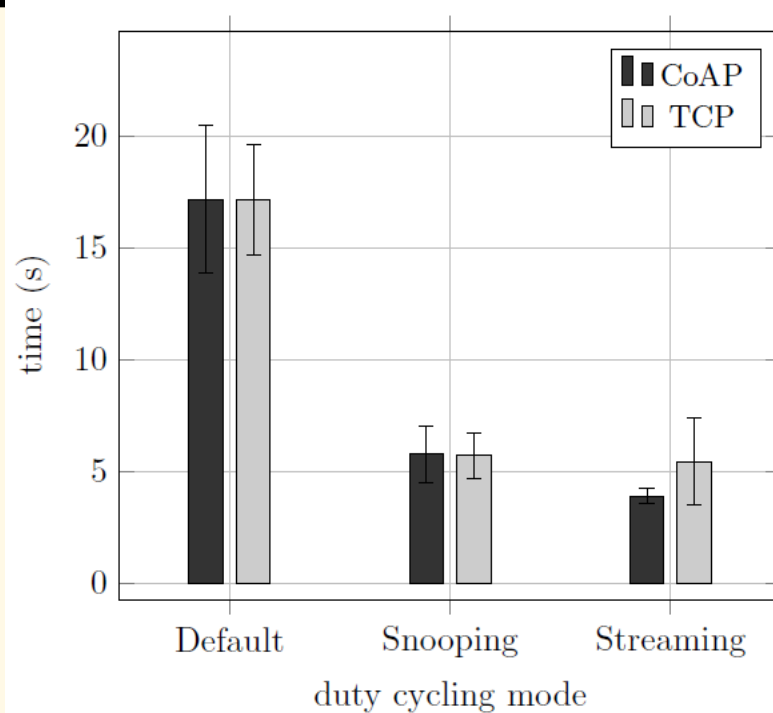 CoAP
TCP
20
15
10
5
0
time (s)
Default Snooping Streaming
duty cycling mode